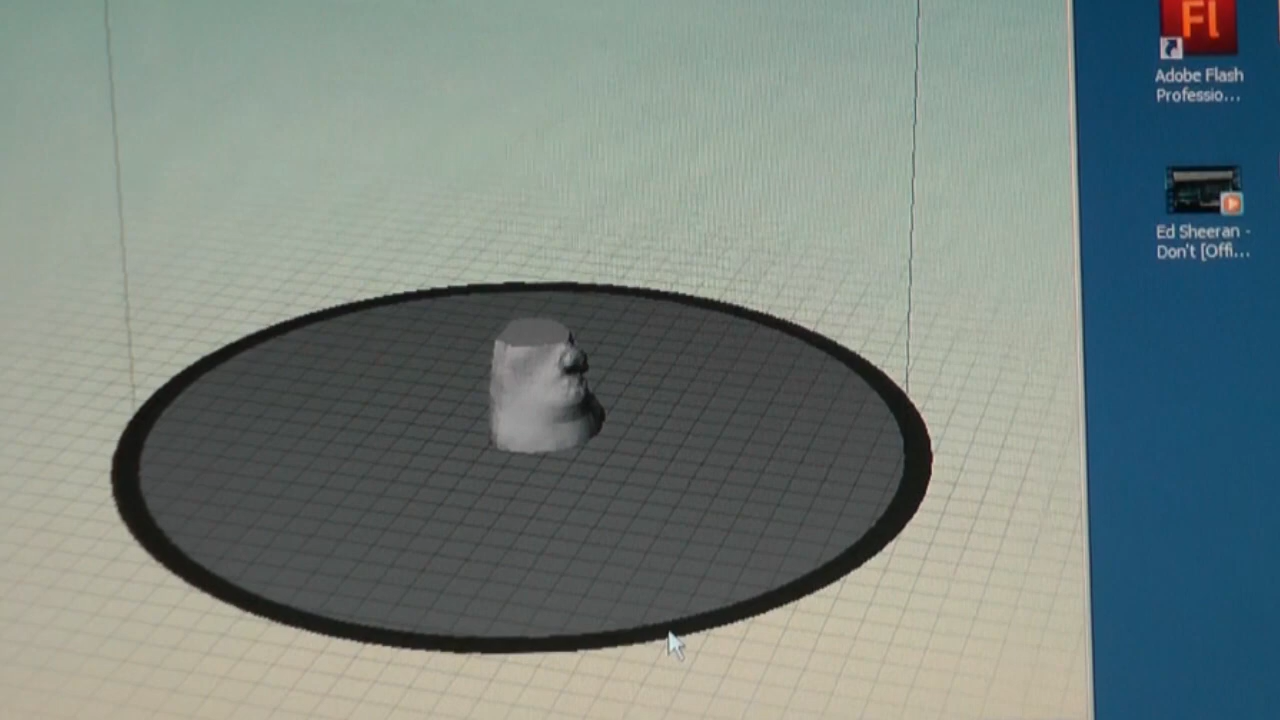 Fl
Adobe Flash
Professio...
Ed Sheeran -
Don't [Offi...